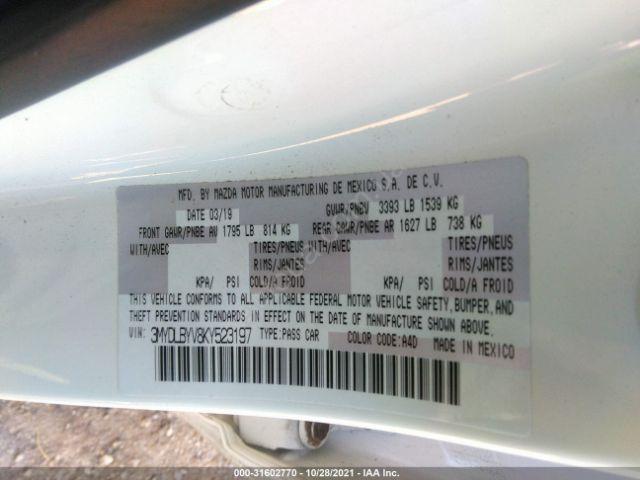 MFD. BY MAZDA MOTOR MANUFACTURING DE MEXICO S.A. DE C.V.
DATE 03/19 GVWR/PNBV 3393 LB 1539 KG
FRONT GAWR/PNBE AV 1795 LB 814 KG REAR GAWR/PNBE AR 1627 LB 738 KG
WITH/AVEC TIRES/PNEUS WITH/AVEC TIRES/PNEUS
RIMS/JANTES RIMS/JANTES
KPA/ PSI COLD/A FROID KPA/ PSI COLD/A FROID
THIS VEHICLE CONFORMS TO ALL APPLICABLE FEDERAL MOTOR VEHICLE SAFETY, BUMPER, AND
THEFT PREVENTION STANDARDS IN EFFECT ON THE DATE OF MANUFACTURE SHOWN ABOVE.
VIN: 3MYDLBYV8KY523197 TYPE:PASS CAR COLOR CODE:A4D MADE IN MEXICO
000-31602770 - 10/28/2021 - IAA Inc.